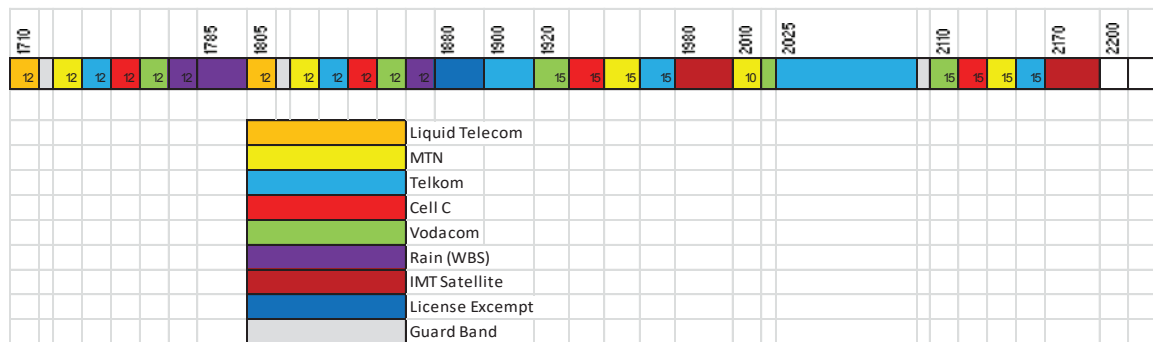 1710 1785 1805 1880 1900 1920 1980 2010 2025 2110 2170 2200
12 12 12 12 12 12 12 12 12 12 12 12 15 15 15 15 10 15 15 15 15
Liquid Telecom
MTN
Telkom
Cell C
Vodacom
Rain (WBS)
IMT Satellite
License Excempt
Guard Band